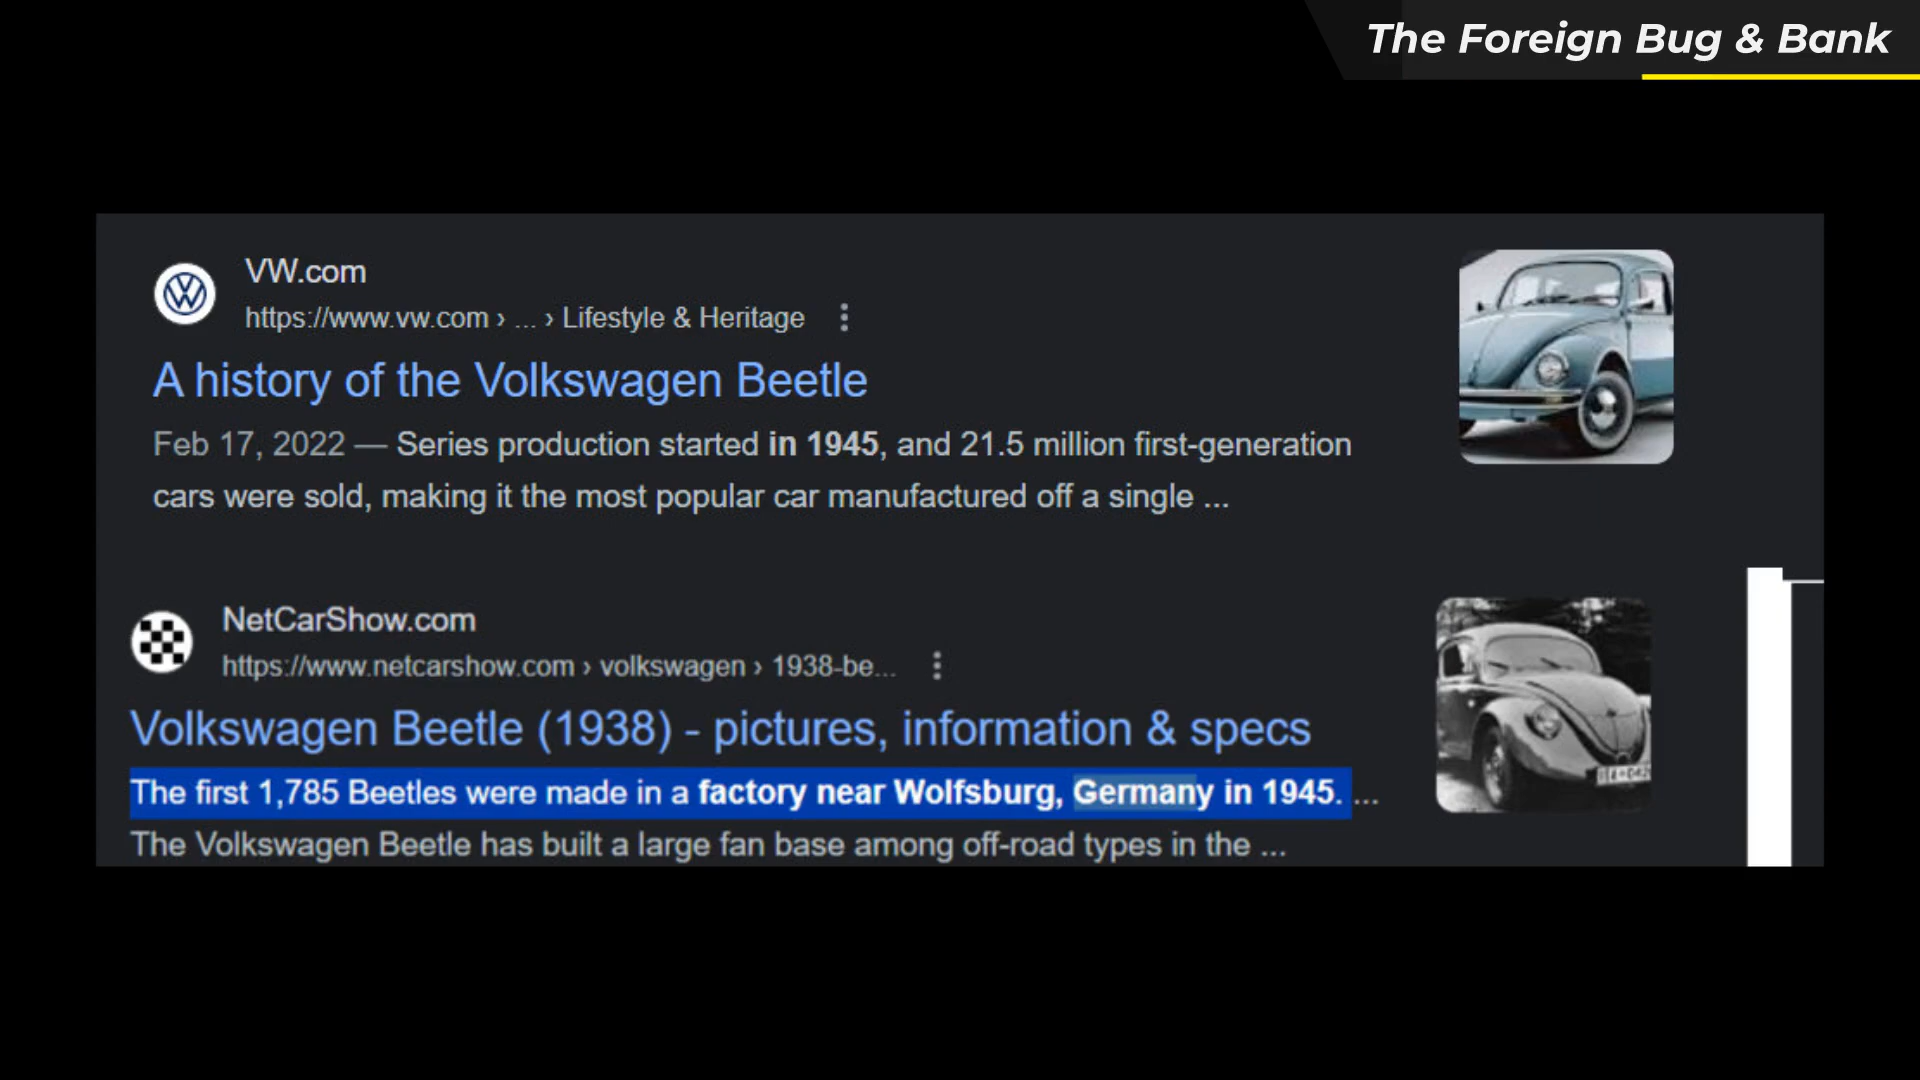 The Foreign Bug & Bank
VW.com
https://www.vw.com › ... › Lifestyle & Heritage
A history of the Volkswagen Beetle
Feb 17, 2022 — Series production started in 1945, and 21.5 million first-generation
cars were sold, making it the most popular car manufactured off a single ...
NetCarShow.com
https://www.netcarshow.com › volkswagen › 1938-be...
Volkswagen Beetle (1938) - pictures, information & specs
The first 1,785 Beetles were made in a factory near Wolfsburg, Germany in 1945. ...
The Volkswagen Beetle has built a large fan base among off-road types in the ...